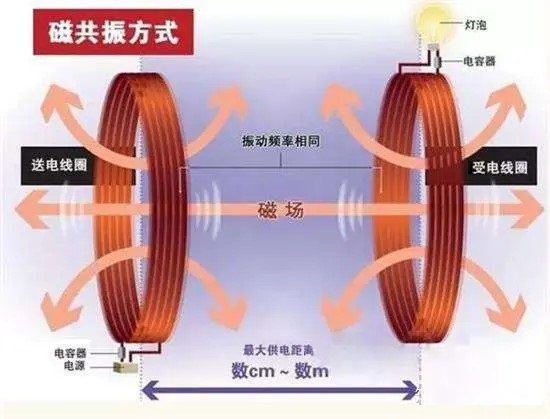 磁共振方式
灯泡
电容器
振动频率相同
送电线圈
受电线圈
磁场
电容器
电源
最大供电距离
数cm ~ 数m